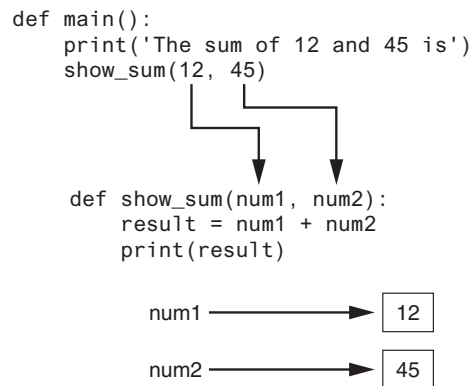 def main():
    print('The sum of 12 and 45 is')
    show_sum(12, 45)
def show_sum(num1, num2):
    result = num1 + num2
    print(result)
num1 12
num2 45